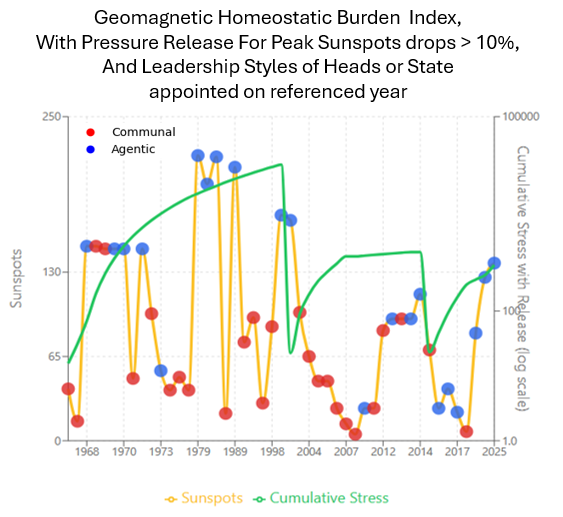 Geomagnetic Homeostatic Burden Index,
With Pressure Release For Peak Sunspots drops > 10%,
And Leadership Styles of Heads or State
appointed on referenced year
250
100000
Communal
Agentic
130
100
65
0
1.0
Sunspots
Cumulative Stress with Release (log scale)
1968 1970 1973 1979 1989 1998 2004 2007 2012 2014 2017 2025
Sunspots Cumulative Stress